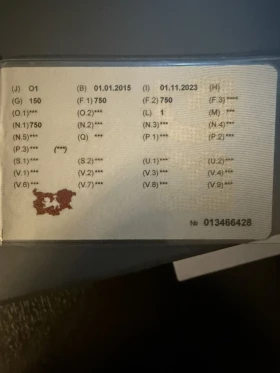 (J) O1 (B) 01.01.2015 (I) 01.11.2023 (H)
(G) 150 (F.1) 750 (F.2) 750 (F.3) ****
(O.1) *** (O.2) *** (L) 1 (M) ***
(N.1) 750 (N.2) *** (N.3) *** (N.4) ***
(N.5) *** (Q) *** (P.1) *** (P.2) ***
(P.3) *** (***)
(S.1) *** (S.2) *** (U.1) *** (U.2) ***
(V.1) *** (V.2) *** (V.3) *** (V.4) ***
(V.6) *** (V.7) *** (V.8) *** (V.9) ***
№ 013466428